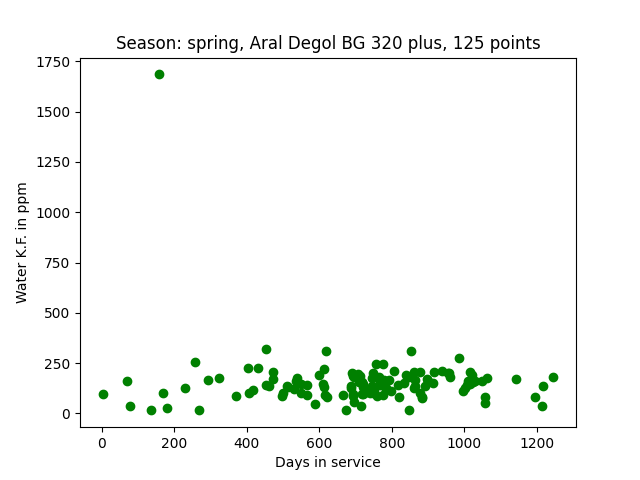 Season: spring, Aral Degol BG 320 plus, 125 points
1750
1500
1250
1000
750
500
250
0
Water K.F. in ppm
0 200 400 600 800 1000 1200
Days in service